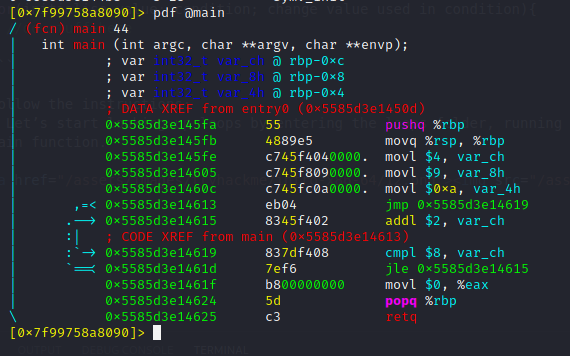 [0×7f99758a8090]> pdf @main
/ (fcn) main 44
| int main (int argc, char **argv, char **envp);
| ; var int32_t var_ch @ rbp-0×c
| ; var int32_t var_8h @ rbp-0×8
| ; var int32_t var_4h @ rbp-0×4
| ; DATA XREF from entry0 (0×5585d3e1450d)
| 0×5585d3e145fa 55 pushq %rbp
| 0×5585d3e145fb 4889e5 movq %rsp, %rbp
| 0×5585d3e145fe c745f4040000. movl $4, var_ch
| 0×5585d3e14605 c745f8090000. movl $9, var_8h
| 0×5585d3e1460c c745fc0a0000. movl $0×a, var_4h
| ,=< 0×5585d3e14613 eb04 jmp 0×5585d3e14619
| .--> 0×5585d3e14615 8345f402 addl $2, var_ch
| :| ; CODE XREF from main (0×5585d3e14613)
| :`-> 0×5585d3e14619 837df408 cmpl $8, var_ch
| `==< 0×5585d3e1461d 7ef6 jle 0×5585d3e14615
| 0×5585d3e1461f b800000000 movl $0, %eax
| 0×5585d3e14624 5d popq %rbp
\ 0×5585d3e14625 c3 retq
[0×7f99758a8090]>